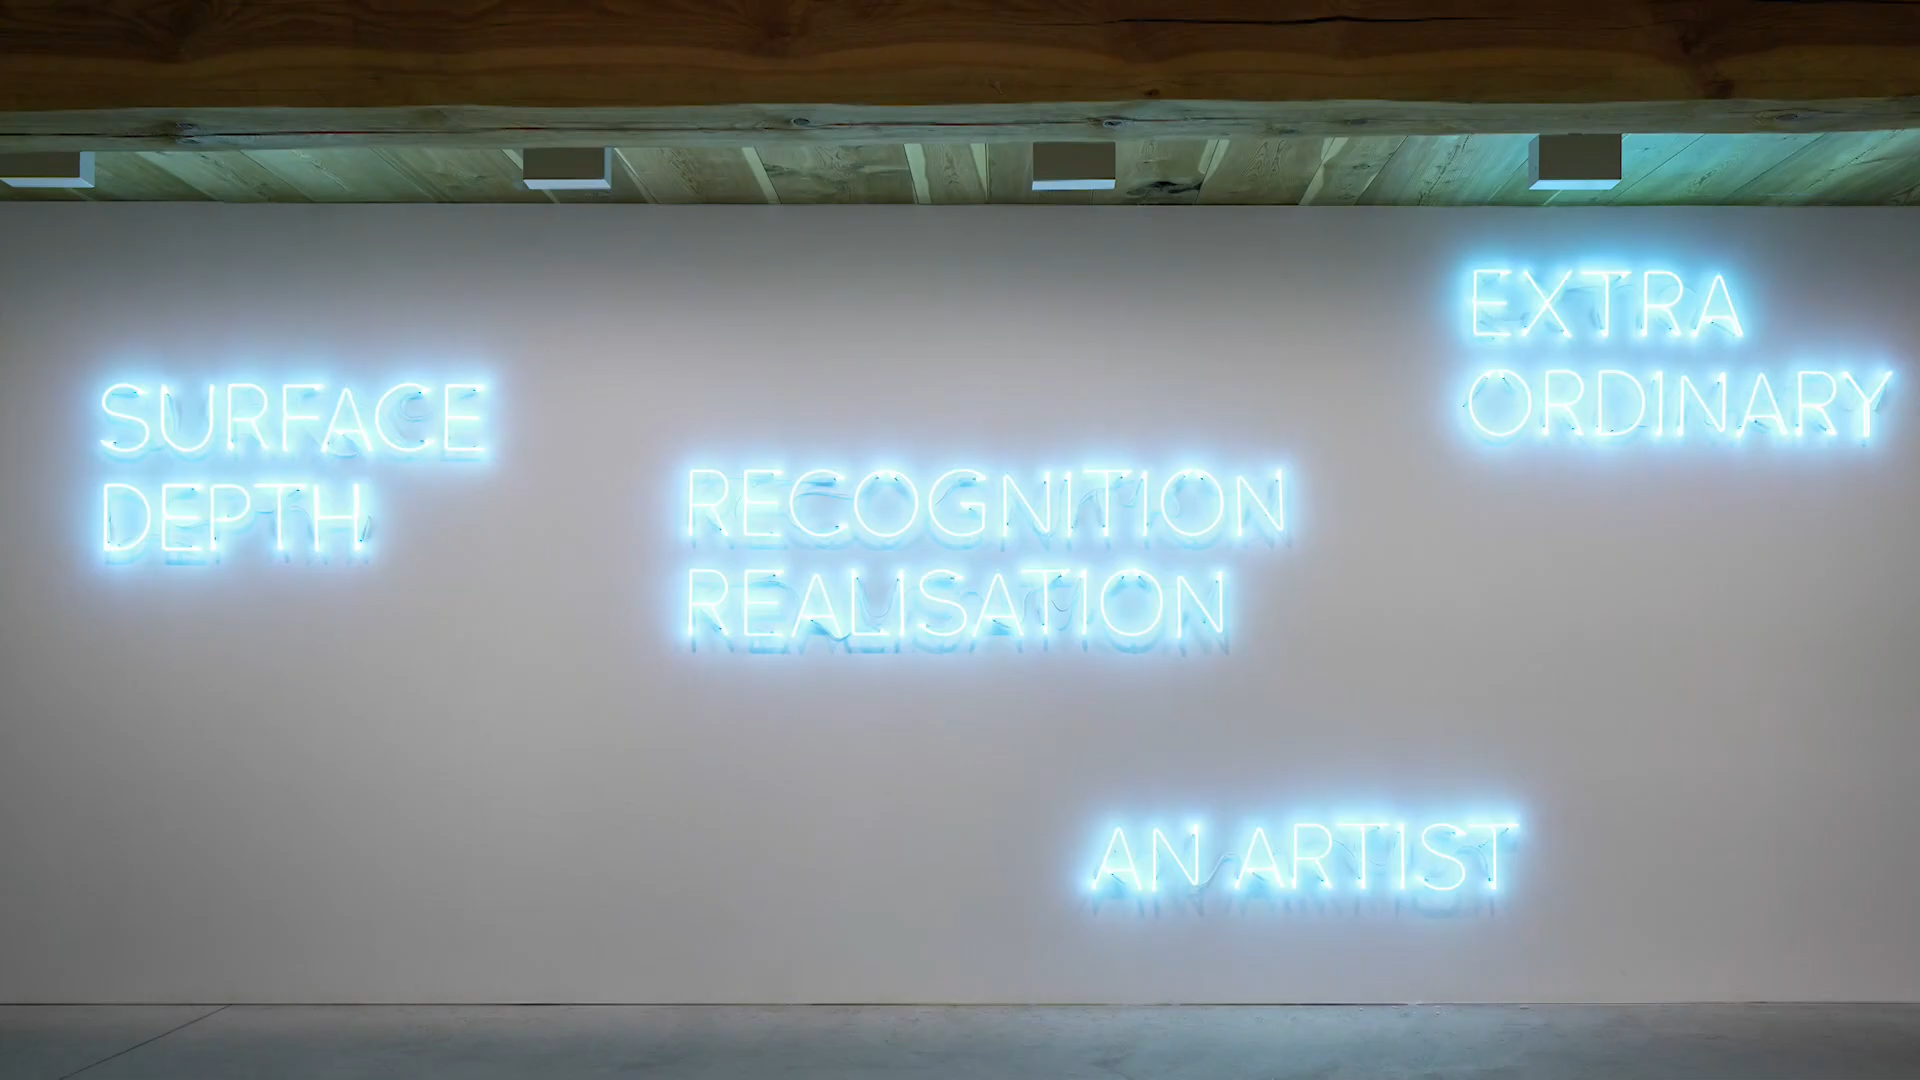 SURFACE
DEPTH
RECOGNITION
REALISATION
EXTRA
ORDINARY
AN ARTIST